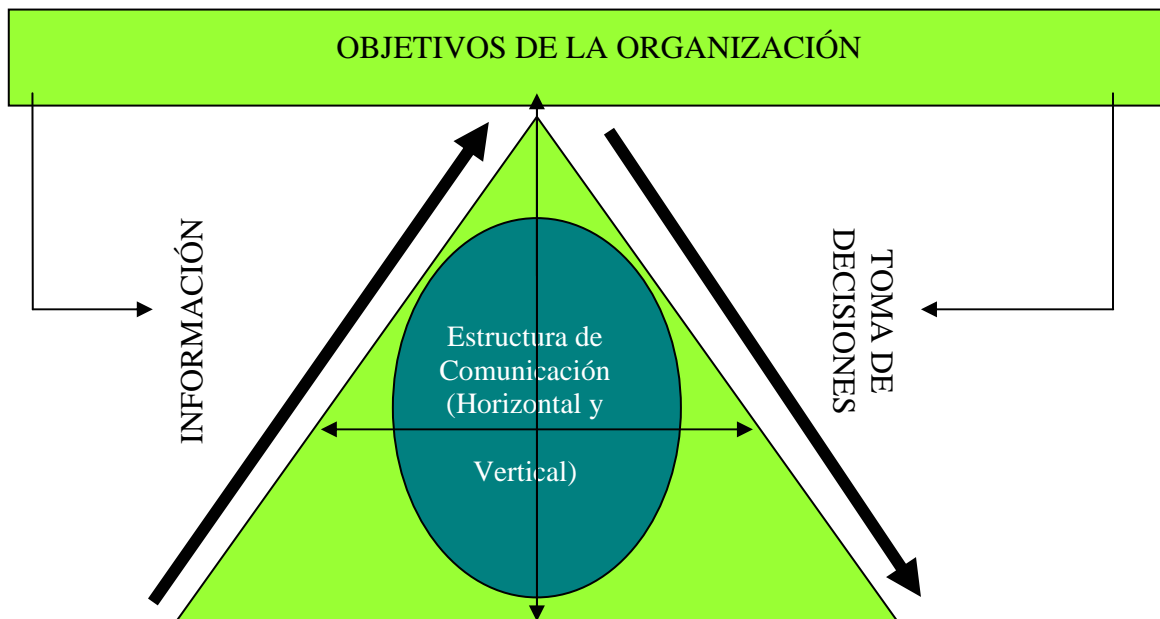 OBJETIVOS DE LA ORGANIZACIÓN
INFORMACIÓN
Estructura de
Comunicación
(Horizontal y
Vertical)
TOMA DE
DECISIONES